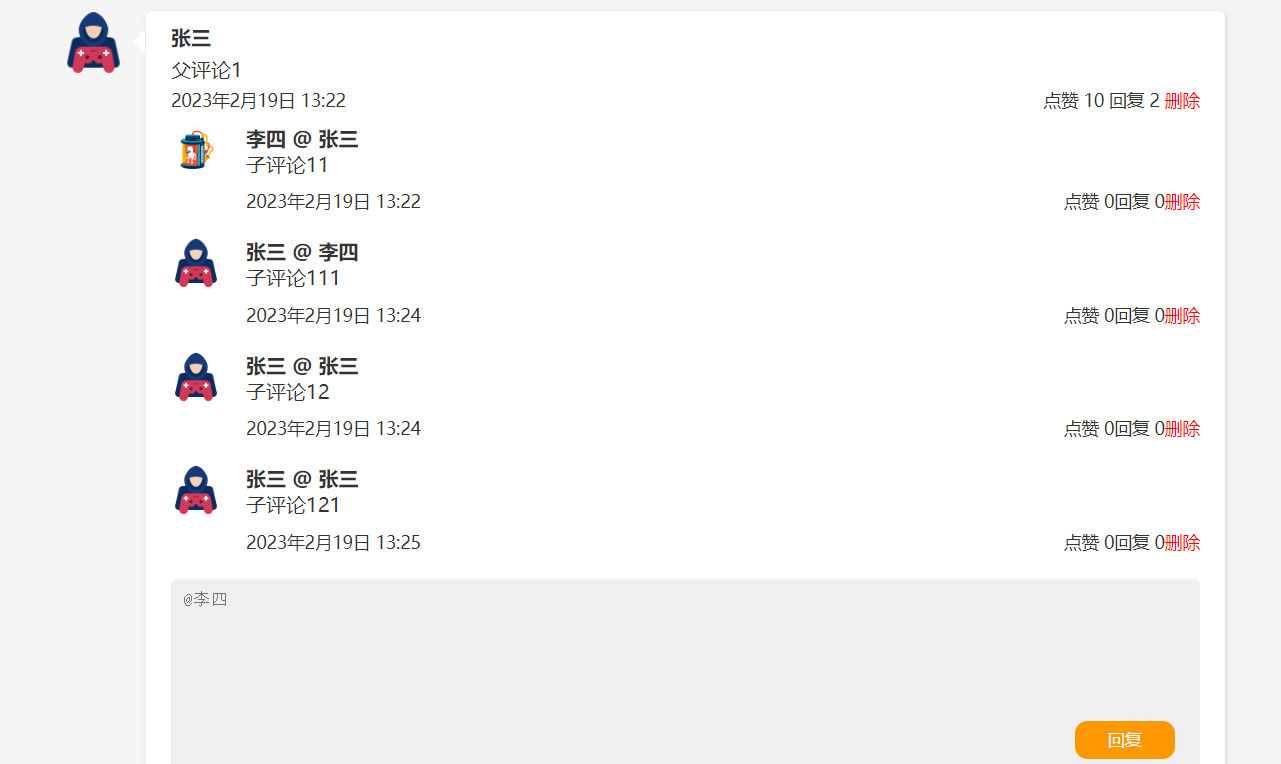 张三
父评论1
2023年2月19日 13:22 点赞 10 回复 2 删除
李四 @ 张三
子评论11
2023年2月19日 13:22 点赞 0回复 0删除
张三 @ 李四
子评论111
2023年2月19日 13:24 点赞 0回复 0删除
张三 @ 张三
子评论12
2023年2月19日 13:24 点赞 0回复 0删除
张三 @ 张三
子评论121
2023年2月19日 13:25 点赞 0回复 0删除
@李四
回复